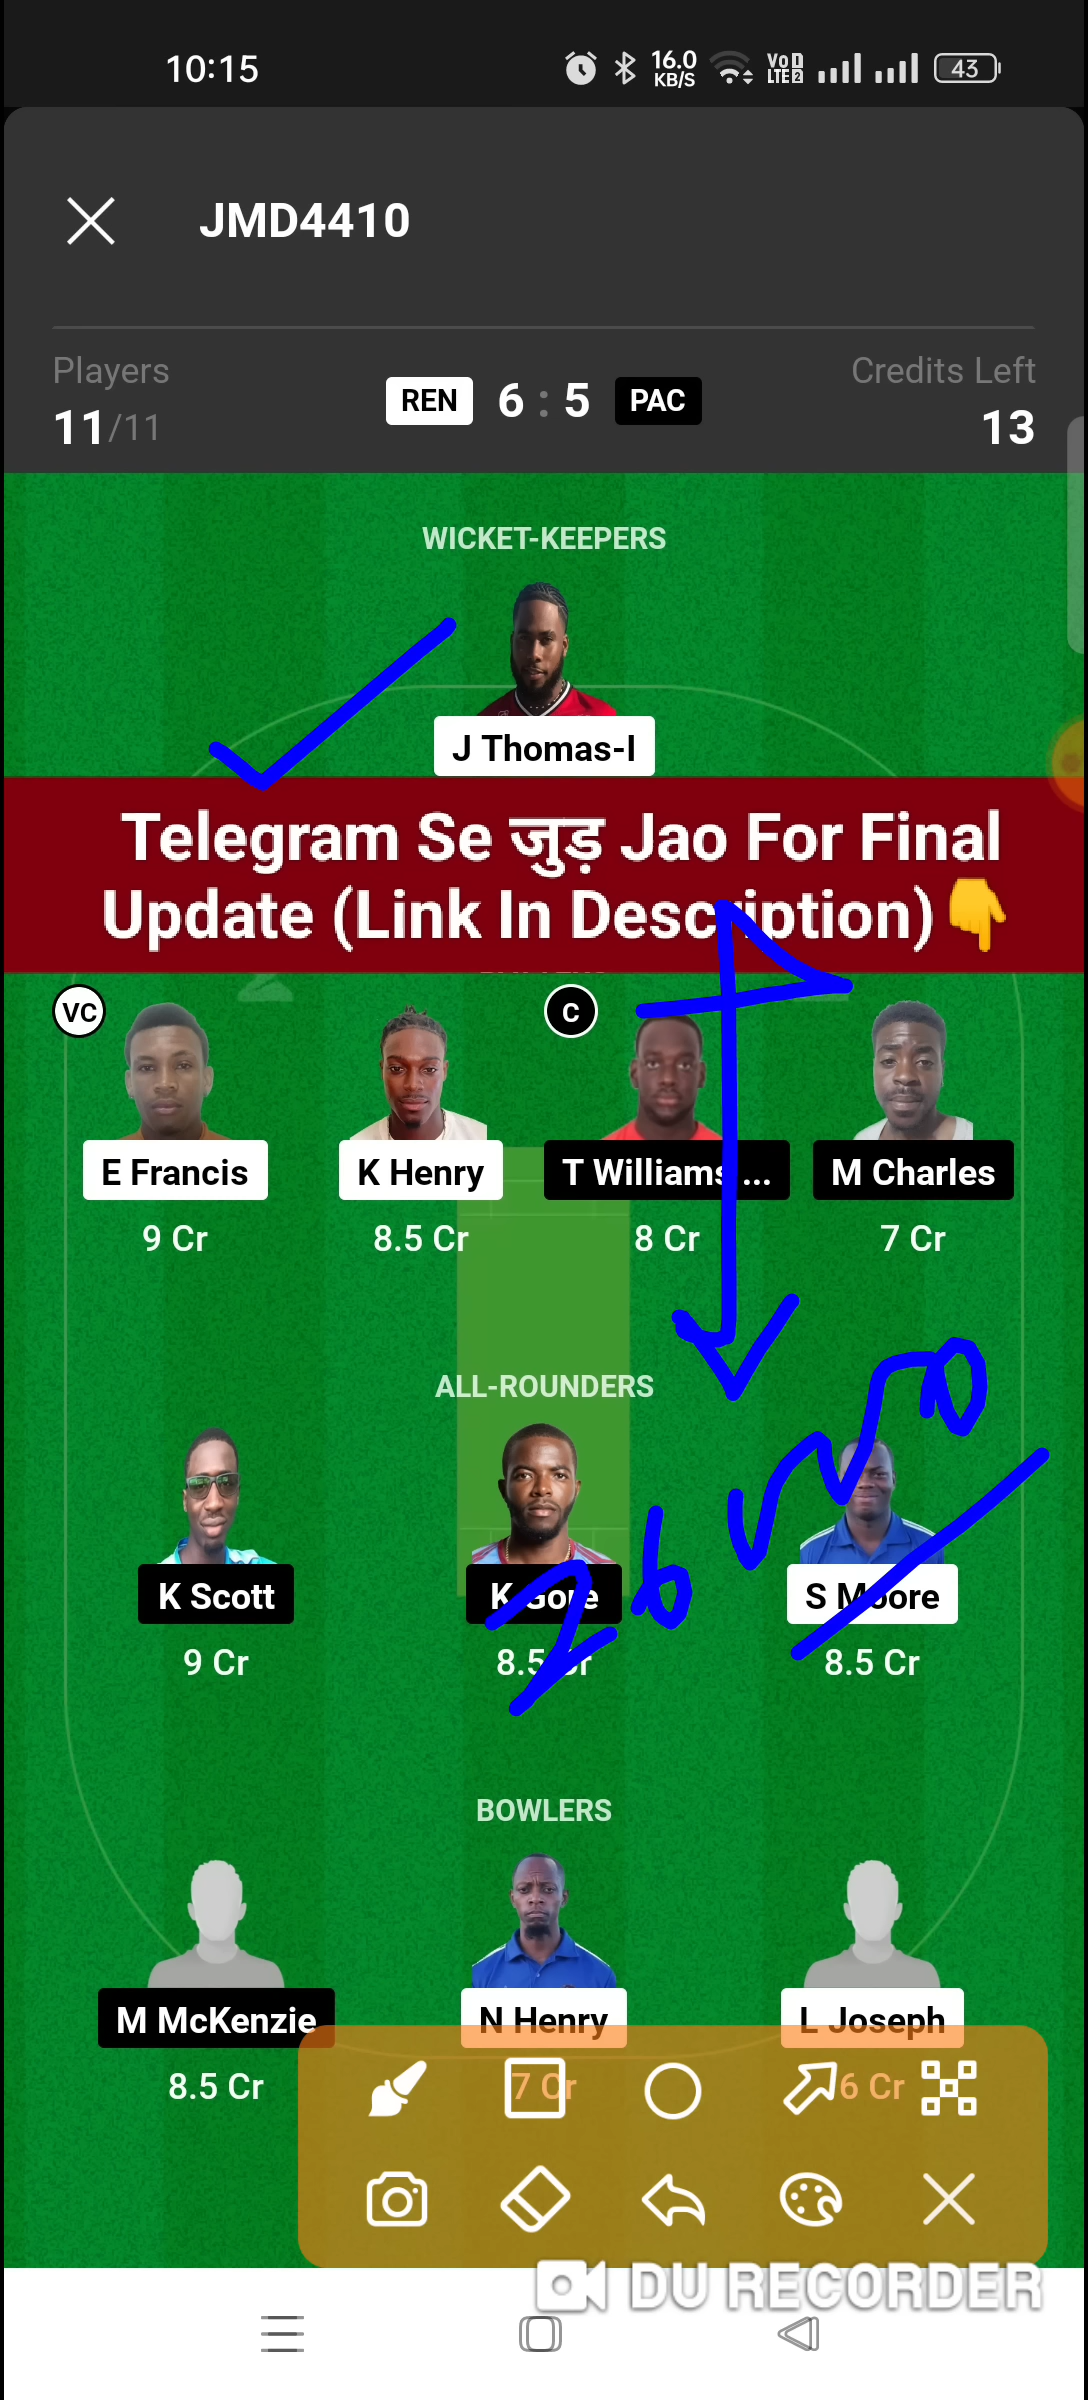 10:15
16.0
KB/S
VoD
LTE 2
43
JMD4410
Players
11/11
REN 6 : 5 PAC
Credits Left
13
WICKET-KEEPERS
J Thomas-I
Telegram Se जुड़ Jao For Final
Update (Link In Description)👇
VC
C
E Francis
K Henry
T Williams ...
M Charles
9 Cr
8.5 Cr
8 Cr
7 Cr
ALL-ROUNDERS
K Scott
K Gore
S Moore
9 Cr
8.5 Cr
8.5 Cr
BOWLERS
M McKenzie
N Henry
L Joseph
8.5 Cr
7 Cr
6 Cr
DU RECORDER